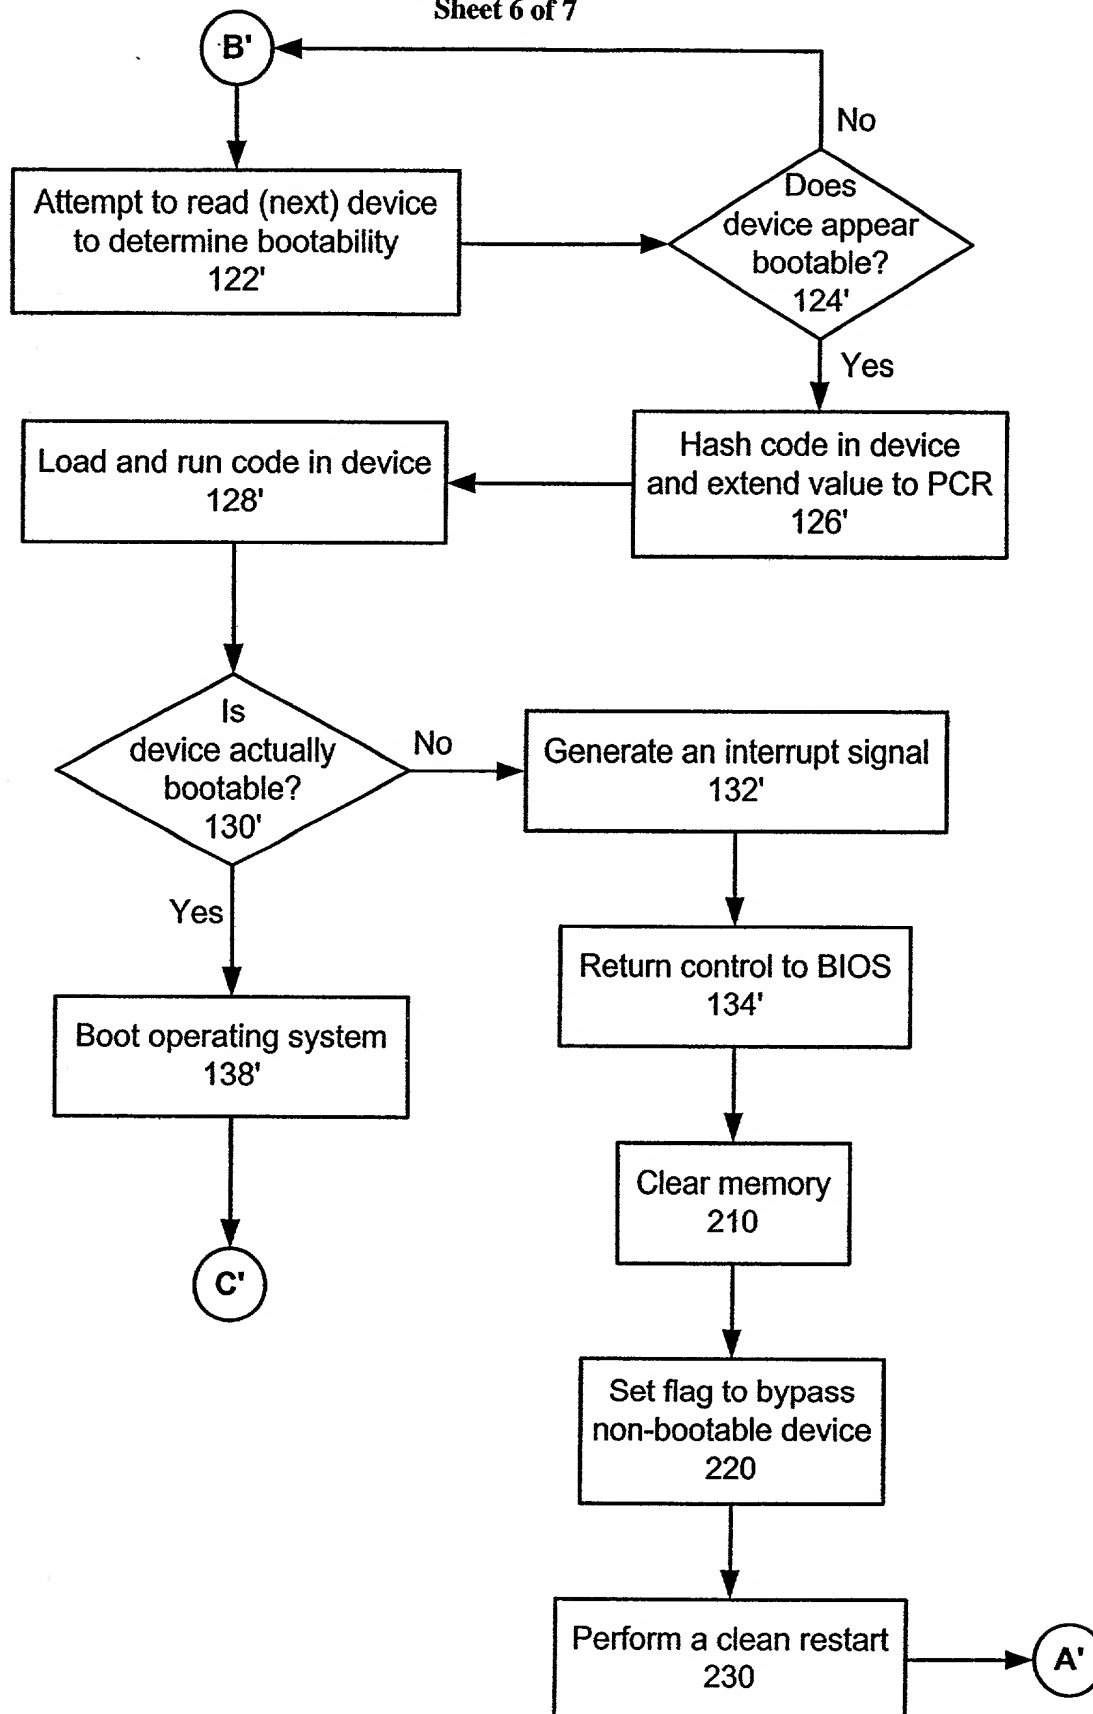 Sheet 6 of 7
B'
No
Attempt to read (next) device
to determine bootability
122'
Does
device appear
bootable?
124'
Yes
Load and run code in device
128'
Hash code in device
and extend value to PCR
126'
Is
device actually
bootable?
130'
No
Generate an interrupt signal
132'
Yes
Return control to BIOS
134'
Boot operating system
138'
Clear memory
210
C'
Set flag to bypass
non-bootable device
220
Perform a clean restart
230
A'